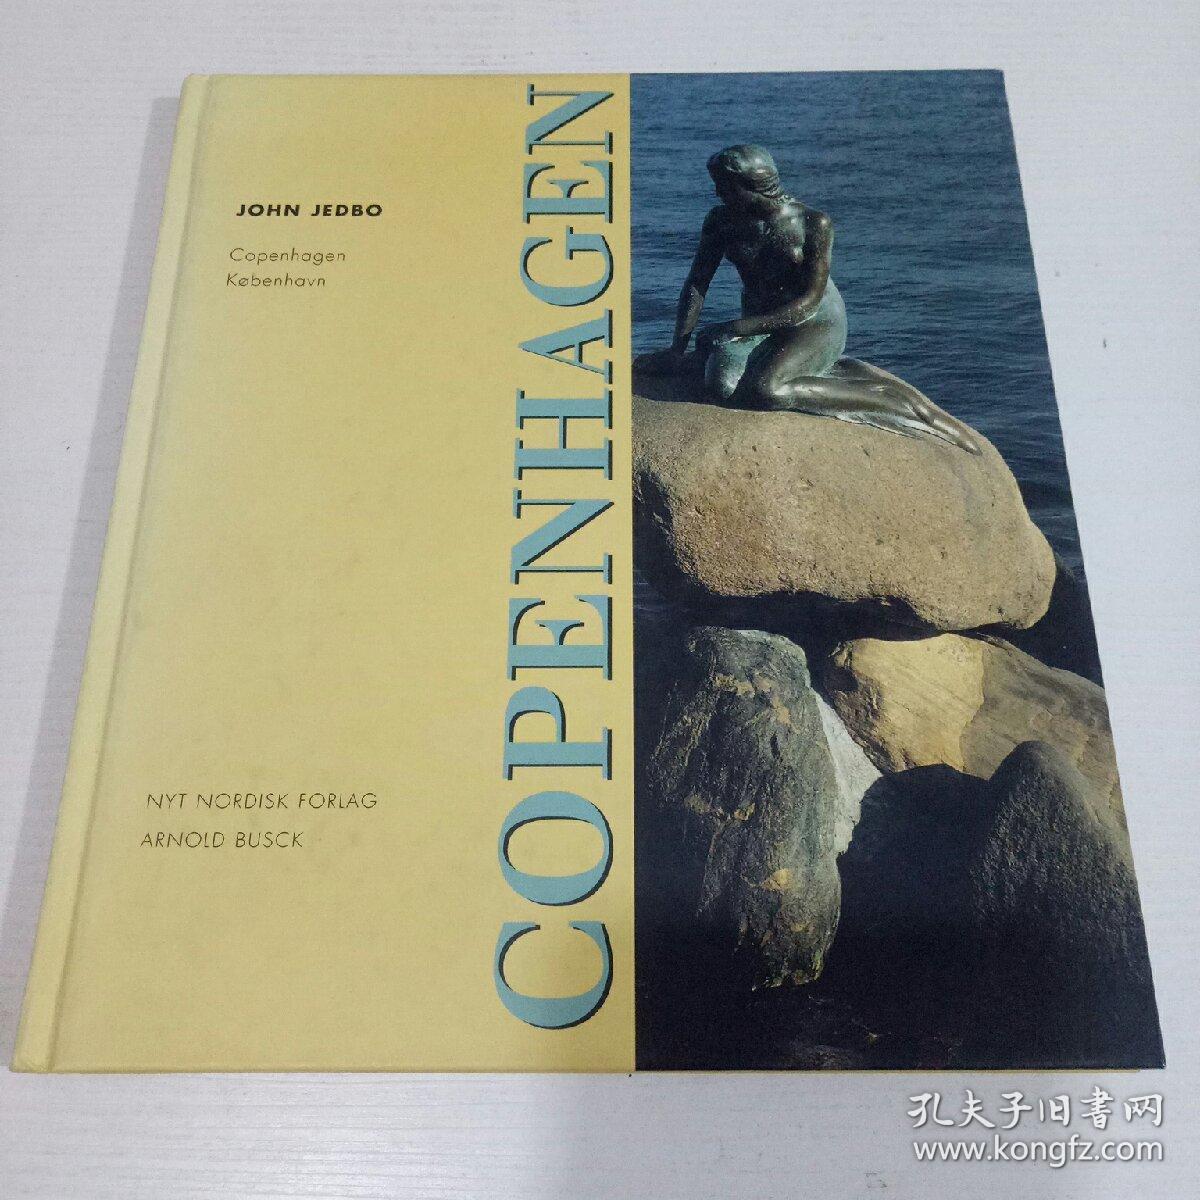 JOHN JEDBO
Copenhagen
København
COPENHAGEN
NYT NORDISK FORLAG
ARNOLD BUSCK
孔夫子旧书网
www.kongfz.com